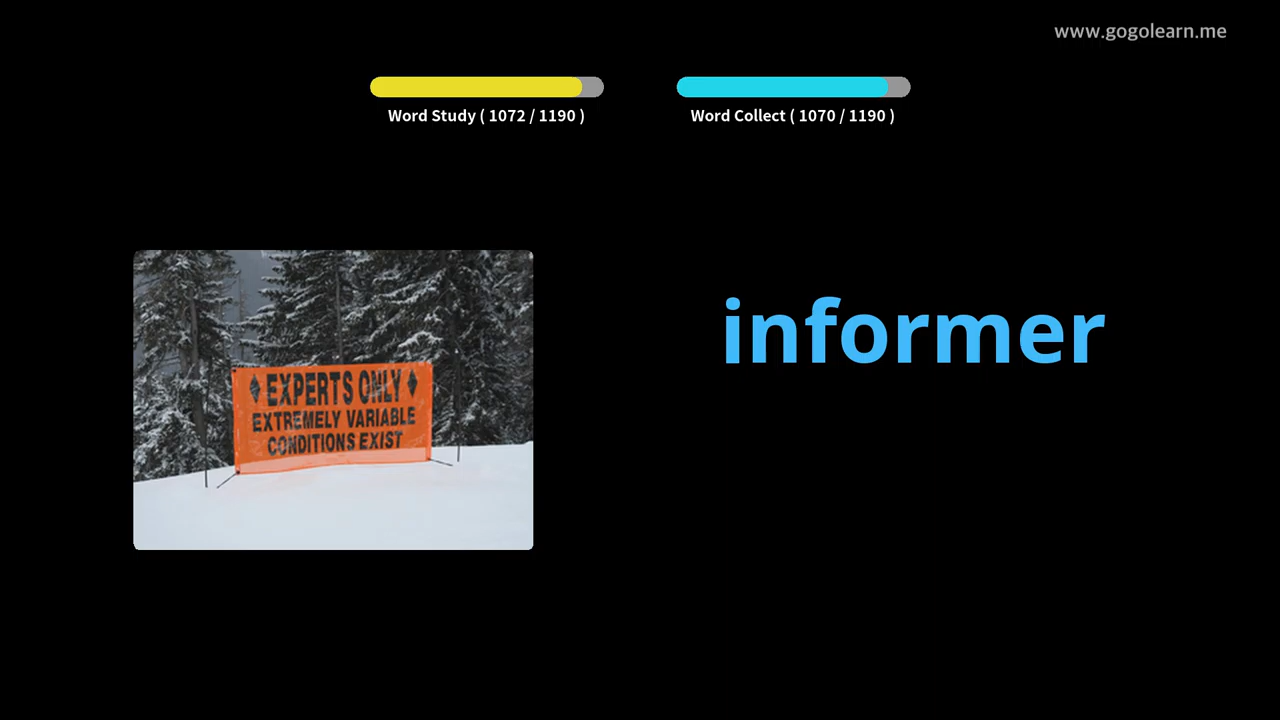 www.gogolearn.me
Word Study ( 1072 / 1190 )
Word Collect ( 1070 / 1190 )
EXPERTS ONLY
EXTREMELY VARIABLE
CONDITIONS EXIST
informer